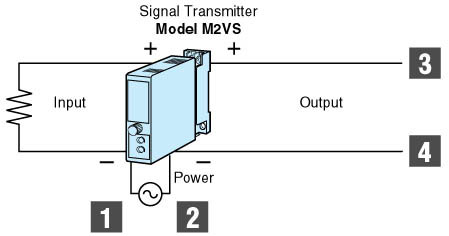 Signal Transmitter
Model M2VS
+ +
3
Input
Output
4
− −
Power
1
2